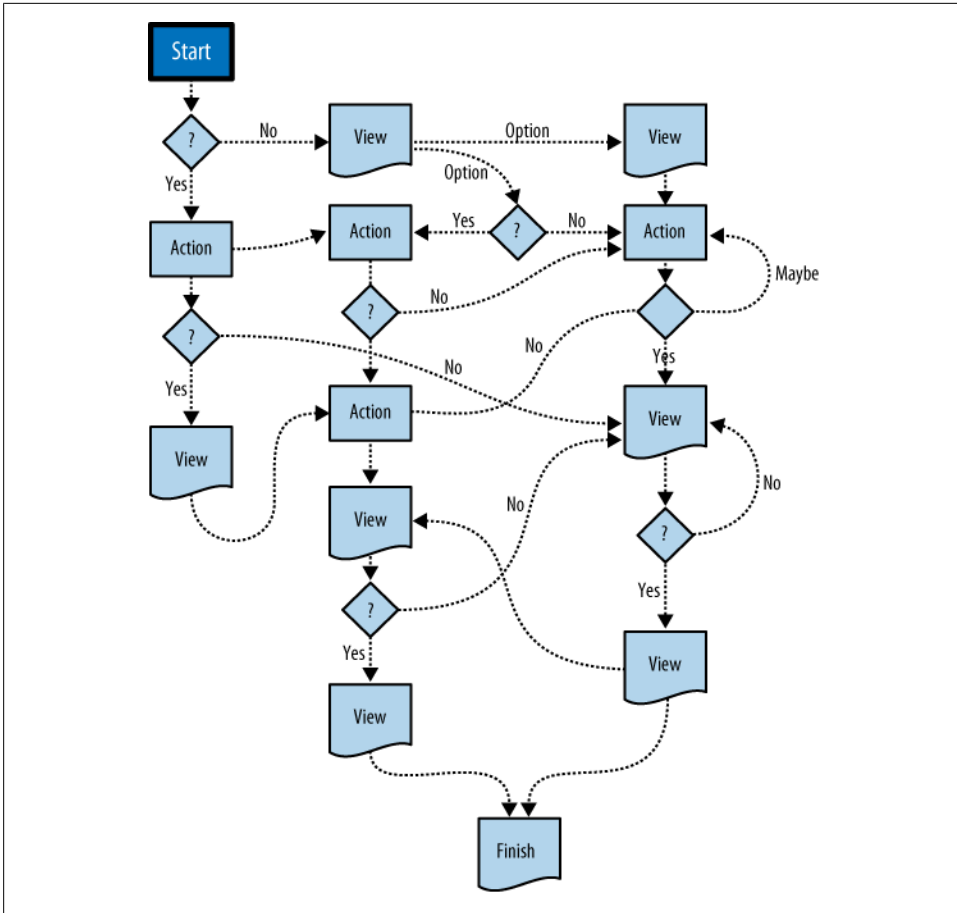 Start
?
No
View
Option
View
Option
Yes
Action
Action
Yes
?
No
Action
Maybe
?
?
No
No
No
Yes
Yes
Action
View
View
No
No
View
?
?
Yes
Yes
View
View
Finish